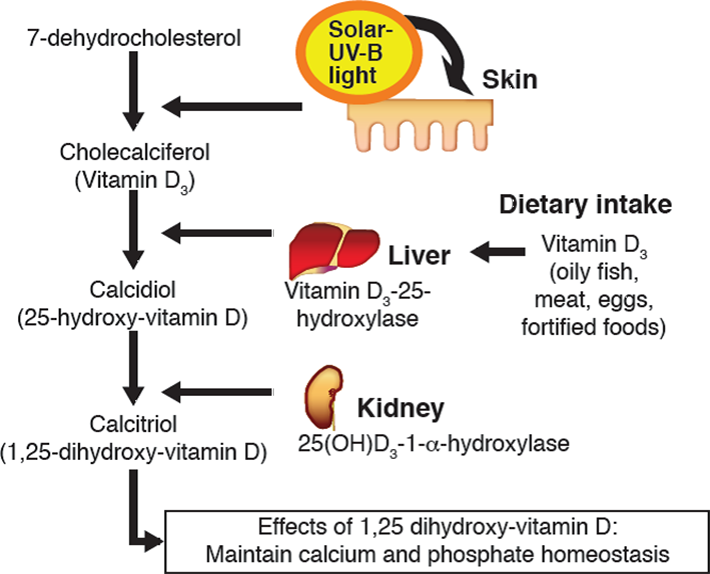 7-dehydrocholesterol
Solar-
UV-B
light
Skin
Cholecalciferol
(Vitamin D₃)
Dietary intake
Vitamin D₃
(oily fish,
meat, eggs,
fortified foods)
Liver
Vitamin D₃-25-
hydroxylase
Calcidiol
(25-hydroxy-vitamin D)
Kidney
25(OH)D₃-1-α-hydroxylase
Calcitriol
(1,25-dihydroxy-vitamin D)
Effects of 1,25 dihydroxy-vitamin D:
Maintain calcium and phosphate homeostasis